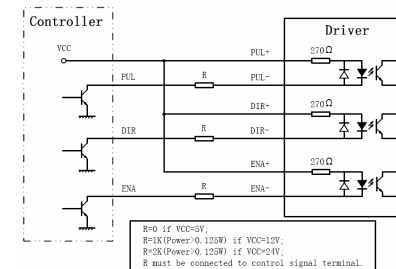 Controller
Driver
VCC
PUL+
270Ω
PUL
R
PUL-
DIR+
270Ω
DIR
R
DIR-
ENA+
270Ω
ENA
R
ENA-
R=0 if VCC=5V;
R=1K(Power>0.125W) if VCC=12V;
R=2K(Power>0.125W) if VCC=24V;
R must be connected to control signal terminal.